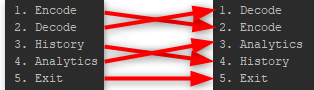 1. Encode
2. Decode
3. History
4. Analytics
5. Exit
1. Decode
2. Encode
3. Analytics
4. History
5. Exit